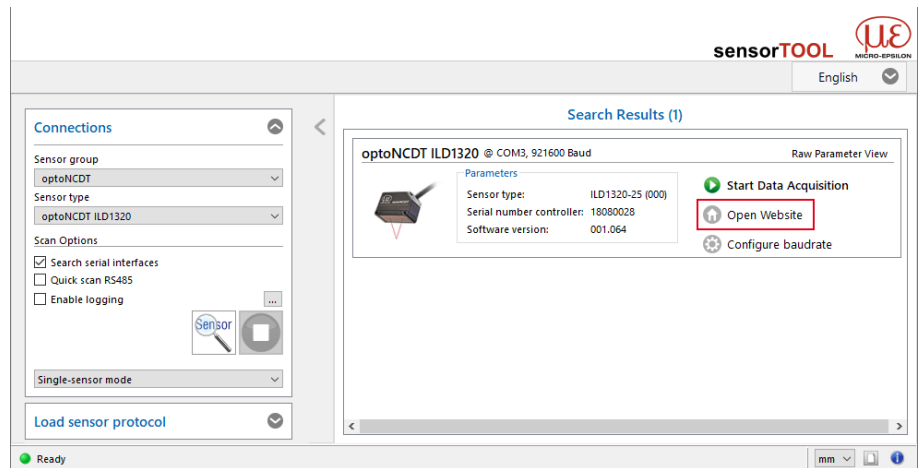 sensorTOOL
με
MICRO-EPSILON
English
Connections
Sensor group
optoNCDT
Sensor type
optoNCDT ILD1320
Scan Options
Search serial interfaces
Quick scan RS485
Enable logging
...
Sensor
Single-sensor mode
Load sensor protocol
Search Results (1)
optoNCDT ILD1320 @ COM3, 921600 Baud
Raw Parameter View
Parameters
Sensor type: ILD1320-25 (000)
Serial number controller: 18080028
Software version: 001.064
Start Data Acquisition
Open Website
Configure baudrate
Ready
mm